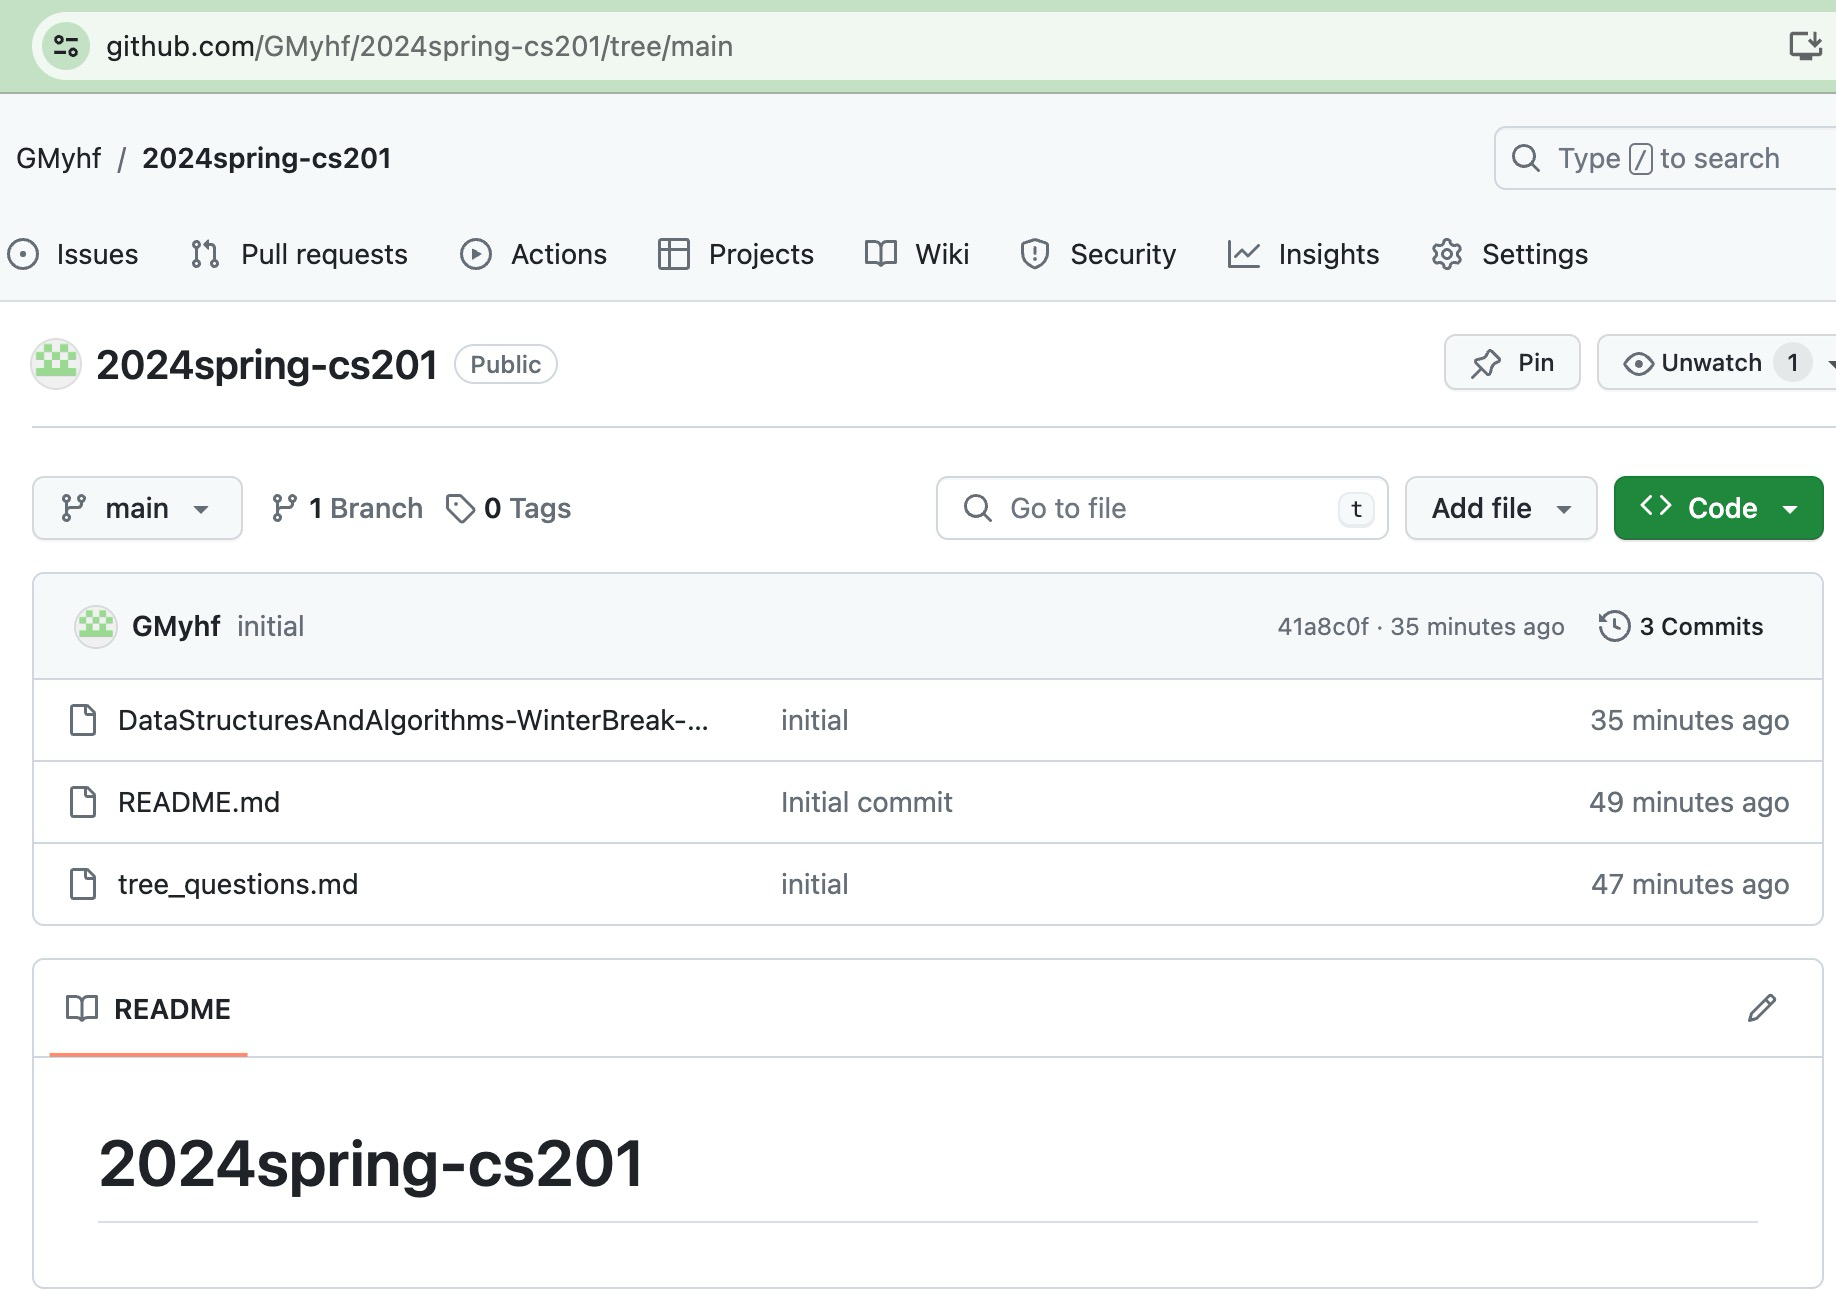 github.com/GMyhf/2024spring-cs201/tree/main
GMyhf / 2024spring-cs201
Type / to search
Issues Pull requests Actions Projects Wiki Security Insights Settings
2024spring-cs201 Public
Pin Unwatch 1
main 1 Branch 0 Tags
Go to file t Add file <> Code
GMyhf initial 41a8c0f · 35 minutes ago 3 Commits
DataStructuresAndAlgorithms-WinterBreak-... initial 35 minutes ago
README.md Initial commit 49 minutes ago
tree_questions.md initial 47 minutes ago
README
2024spring-cs201